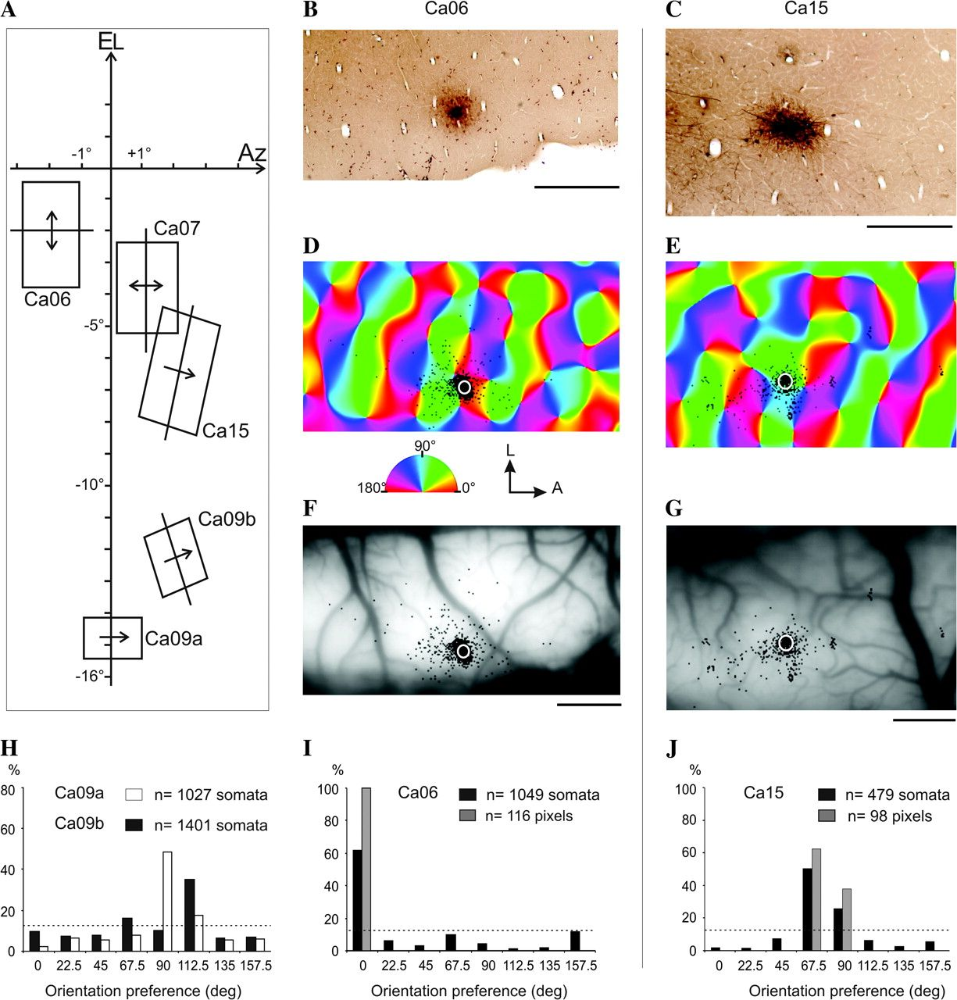 A
B Ca06
C Ca15
EL
-1° +1° Az
Ca07
Ca06
-5°
Ca15
-10°
Ca09b
Ca09a
-16°
D
E
90°
180° 0°
L
A
F
G
H
%
80
60
40
20
0
Ca09a n= 1027 somata
Ca09b n= 1401 somata
0 22.5 45 67.5 90 112.5 135 157.5
Orientation preference (deg)
I
%
100
80
60
40
20
0
Ca06 n= 1049 somata
n= 116 pixels
0 22.5 45 67.5 90 112.5 135 157.5
Orientation preference (deg)
J
%
100
80
60
40
20
0
Ca15 n= 479 somata
n= 98 pixels
0 22.5 45 67.5 90 112.5 135 157.5
Orientation preference (deg)